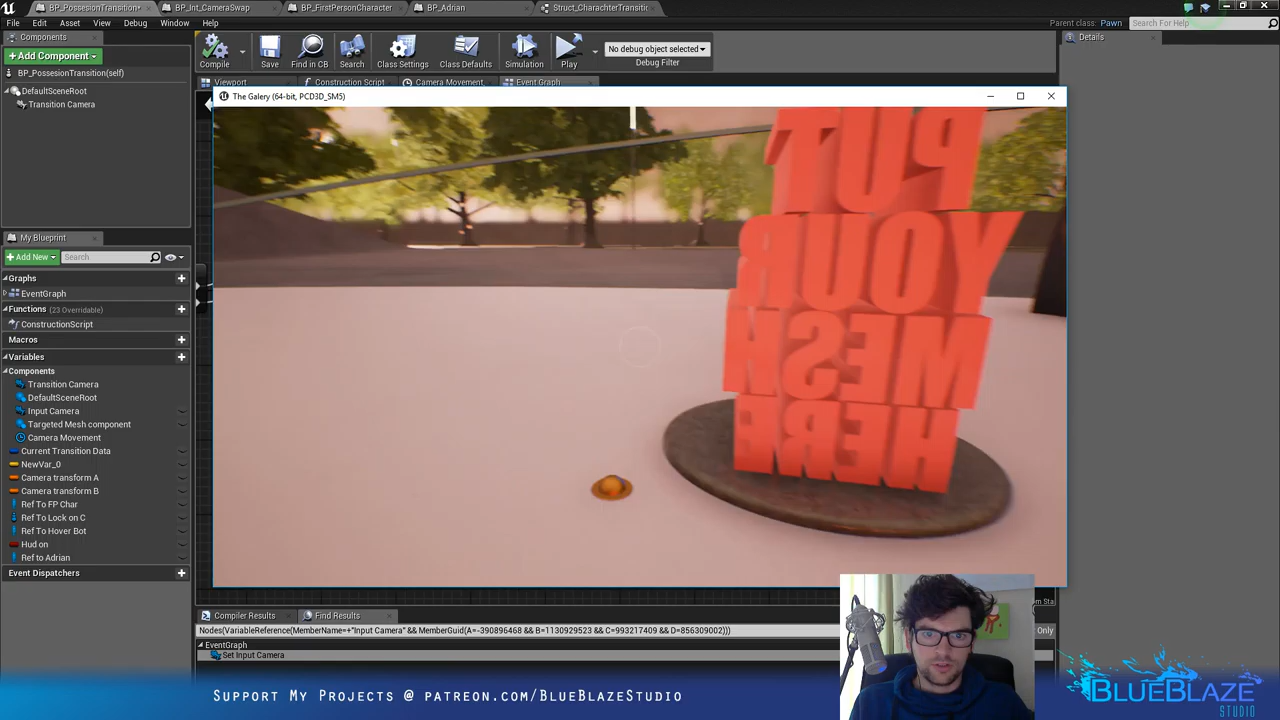 BP_PossesionTransition*
BP_Int_CameraSwap
BP_FirstPersonCharacter
BP_Adrian
Struct_CharachterTransitic
File Edit Asset View Debug Window Help
Parent class: Pawn
Search For Help
Components
Add Component
BP_PossesionTransition(self)
DefaultSceneRoot
Transition Camera
Compile
Save
Find in CB
Search
Class Settings
Class Defaults
Simulation
Play
No debug object selected
Debug Filter
Details
Viewport
Construction Script
Camera Movement
Event Graph
The Galery (64-bit, PCD3D_SM5)
PUT
YOUR
MESH
HERE
My Blueprint
Add New
Search
Graphs
EventGraph
Functions (23 Overridable)
ConstructionScript
Macros
Variables
Components
Transition Camera
DefaultSceneRoot
Input Camera
Targeted Mesh component
Camera Movement
Current Transition Data
NewVar_0
Camera transform A
Camera transform B
Ref To FP Char
Ref To Lock on C
Ref To Hover Bot
Hud on
Ref to Adrian
Event Dispatchers
Compiler Results
Find Results
Nodes(VariableReference(MemberName=+"Input Camera" && MemberGuid(A=-390896468 && B=1130929523 && C=993217409 && D=856309002)))
Only
EventGraph
Set Input Camera
Support My Projects @ patreon.com/BlueBlazeStudio
BlueBlaze
Studio